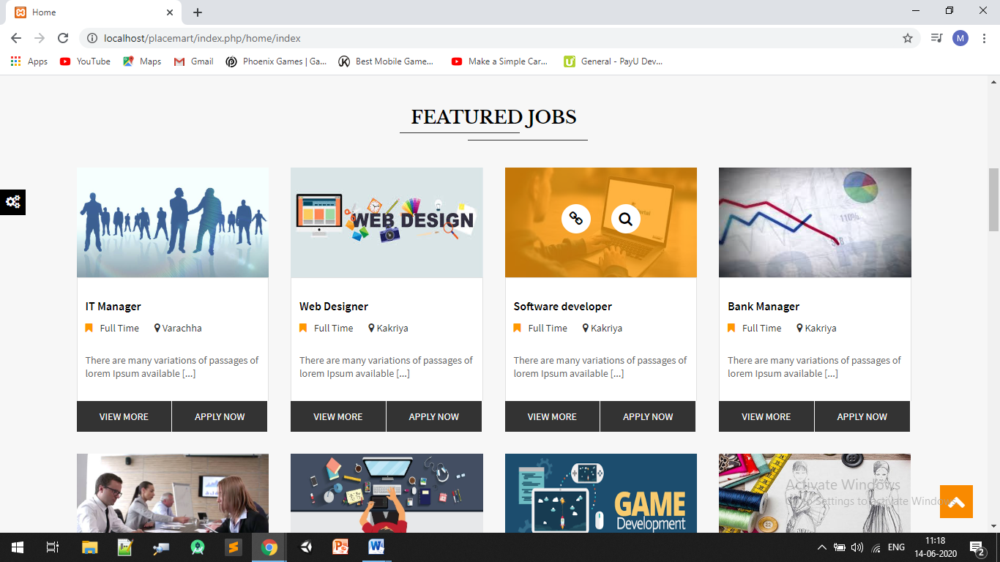 Home
localhost/placemart/index.php/home/index
M
Apps YouTube Maps Gmail Phoenix Games | Ga... Best Mobile Game... Make a Simple Car... General - PayU Dev...
FEATURED JOBS
WEB DESIGN
110%
IT Manager
Full Time Varachha
There are many variations of passages of
lorem Ipsum available [...]
VIEW MORE APPLY NOW
Web Designer
Full Time Kakriya
There are many variations of passages of
lorem Ipsum available [...]
VIEW MORE APPLY NOW
Software developer
Full Time Kakriya
There are many variations of passages of
lorem Ipsum available [...]
VIEW MORE APPLY NOW
Bank Manager
Full Time Kakriya
There are many variations of passages of
lorem Ipsum available [...]
VIEW MORE APPLY NOW
GAME
Development
Activate Windows
Go to Settings to activate Windows
ENG
11:18
14-06-2020
2